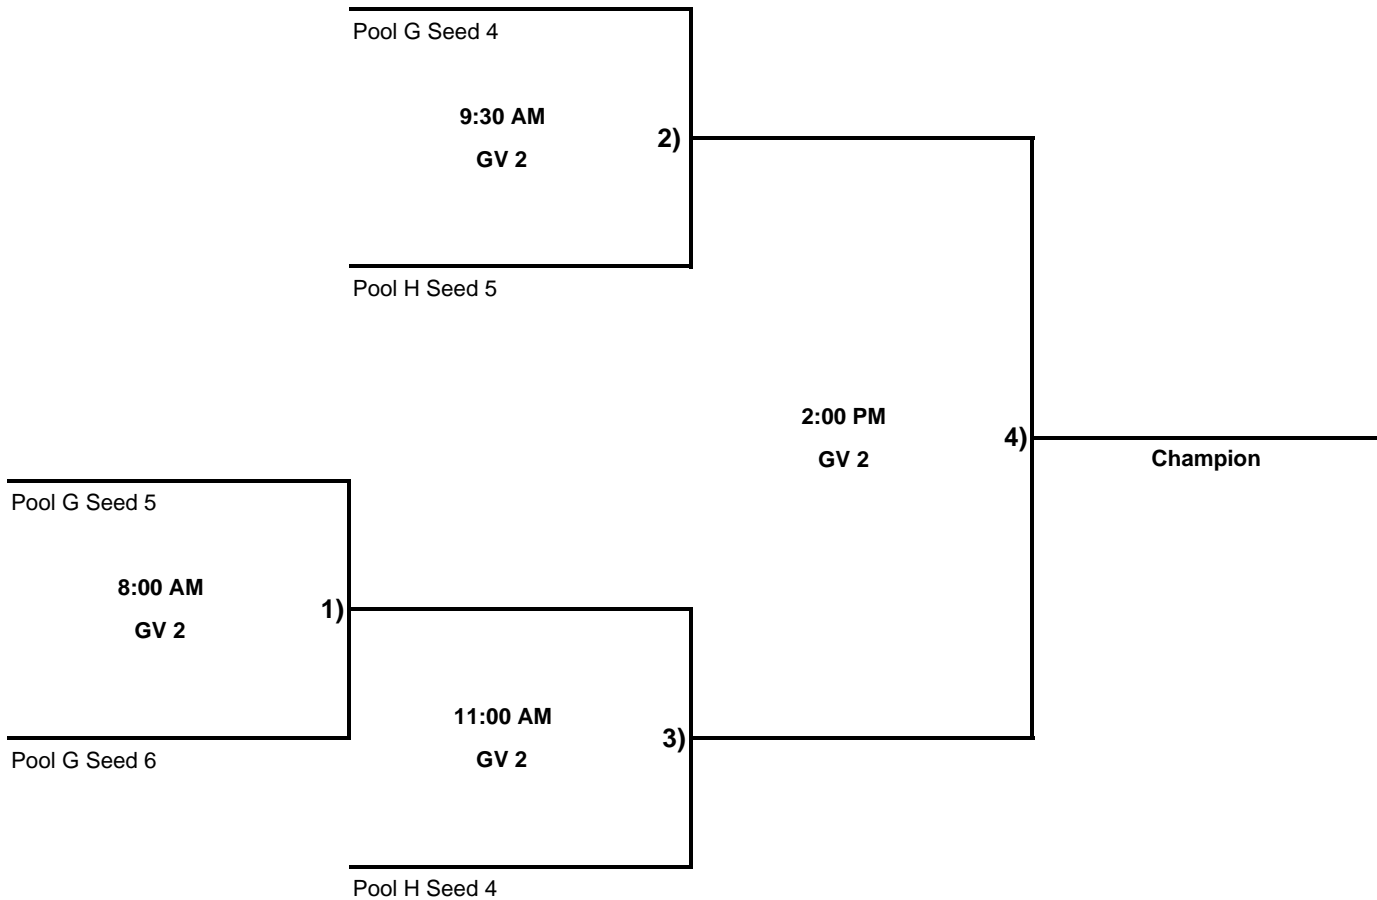 Pool G Seed 4
9:30 AM
2)
GV 2
Pool H Seed 5
2:00 PM
4)
GV 2
Champion
Pool G Seed 5
8:00 AM
1)
GV 2
11:00 AM
3)
GV 2
Pool G Seed 6
Pool H Seed 4